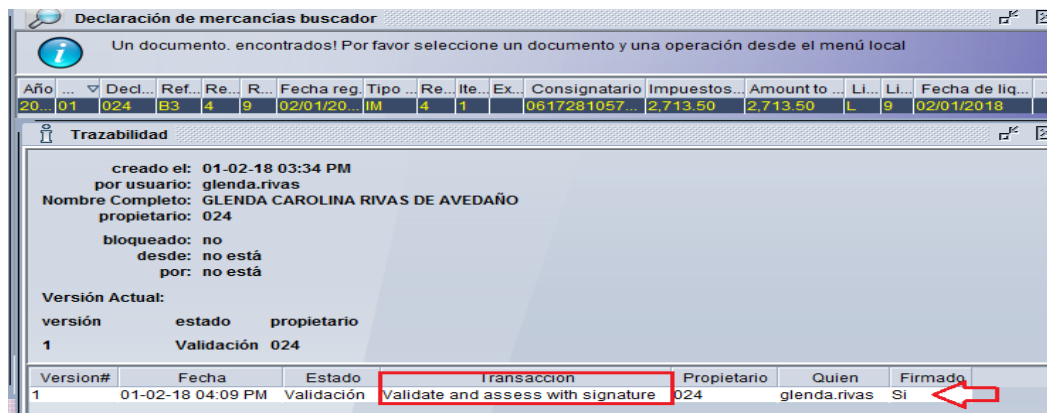 Declaración de mercancías buscador
Un documento. encontrados! Por favor seleccione un documento y una operación desde el menú local
Año ... Decl... Ref... Re... R... Fecha reg. Tipo ... Re... Ite... Ex... Consignatario Impuestos... Amount to ... Li... Li... Fecha de liq... ...
20... 01 024 B3 4 9 02/01/20... IM 4 1 0617281057... 2,713.50 2,713.50 L 9 02/01/2018
Trazabilidad
creado el: 01-02-18 03:34 PM
por usuario: glenda.rivas
Nombre Completo: GLENDA CAROLINA RIVAS DE AVEDAÑO
propietario: 024
bloqueado: no
desde: no está
por: no está
Versión Actual:
versión estado propietario
1 Validación 024
Version# Fecha Estado Transacción Propietario Quien Firmado
1 01-02-18 04:09 PM Validación Validate and assess with signature 024 glenda.rivas Si